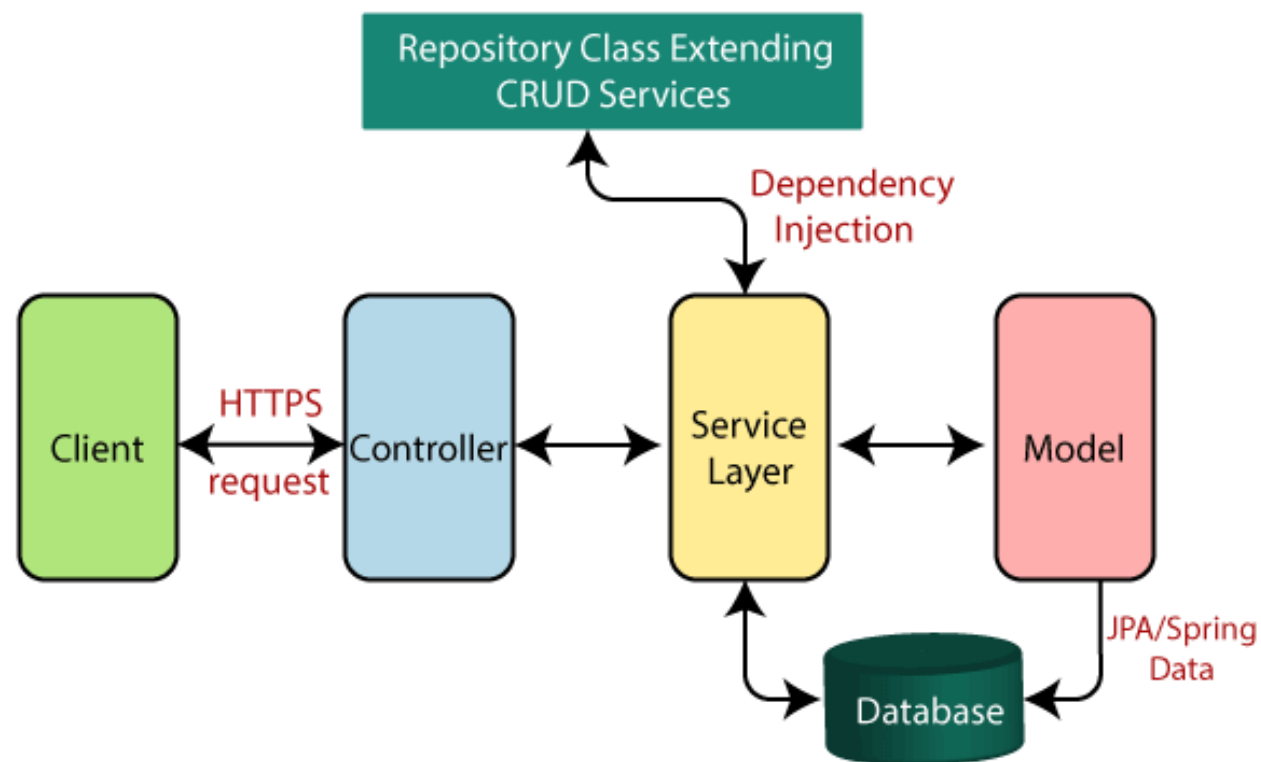 Repository Class Extending
CRUD Services
Dependency
Injection
Client
HTTPS
request
Controller
Service
Layer
Model
JPA/Spring
Data
Database